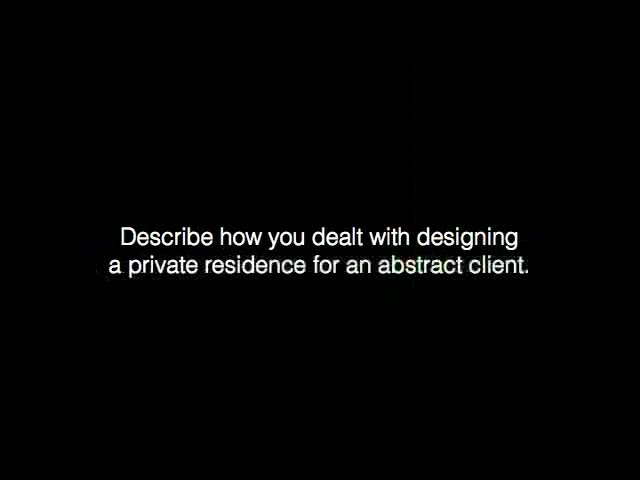 Describe how you dealt with designing
a private residence for an abstract client.